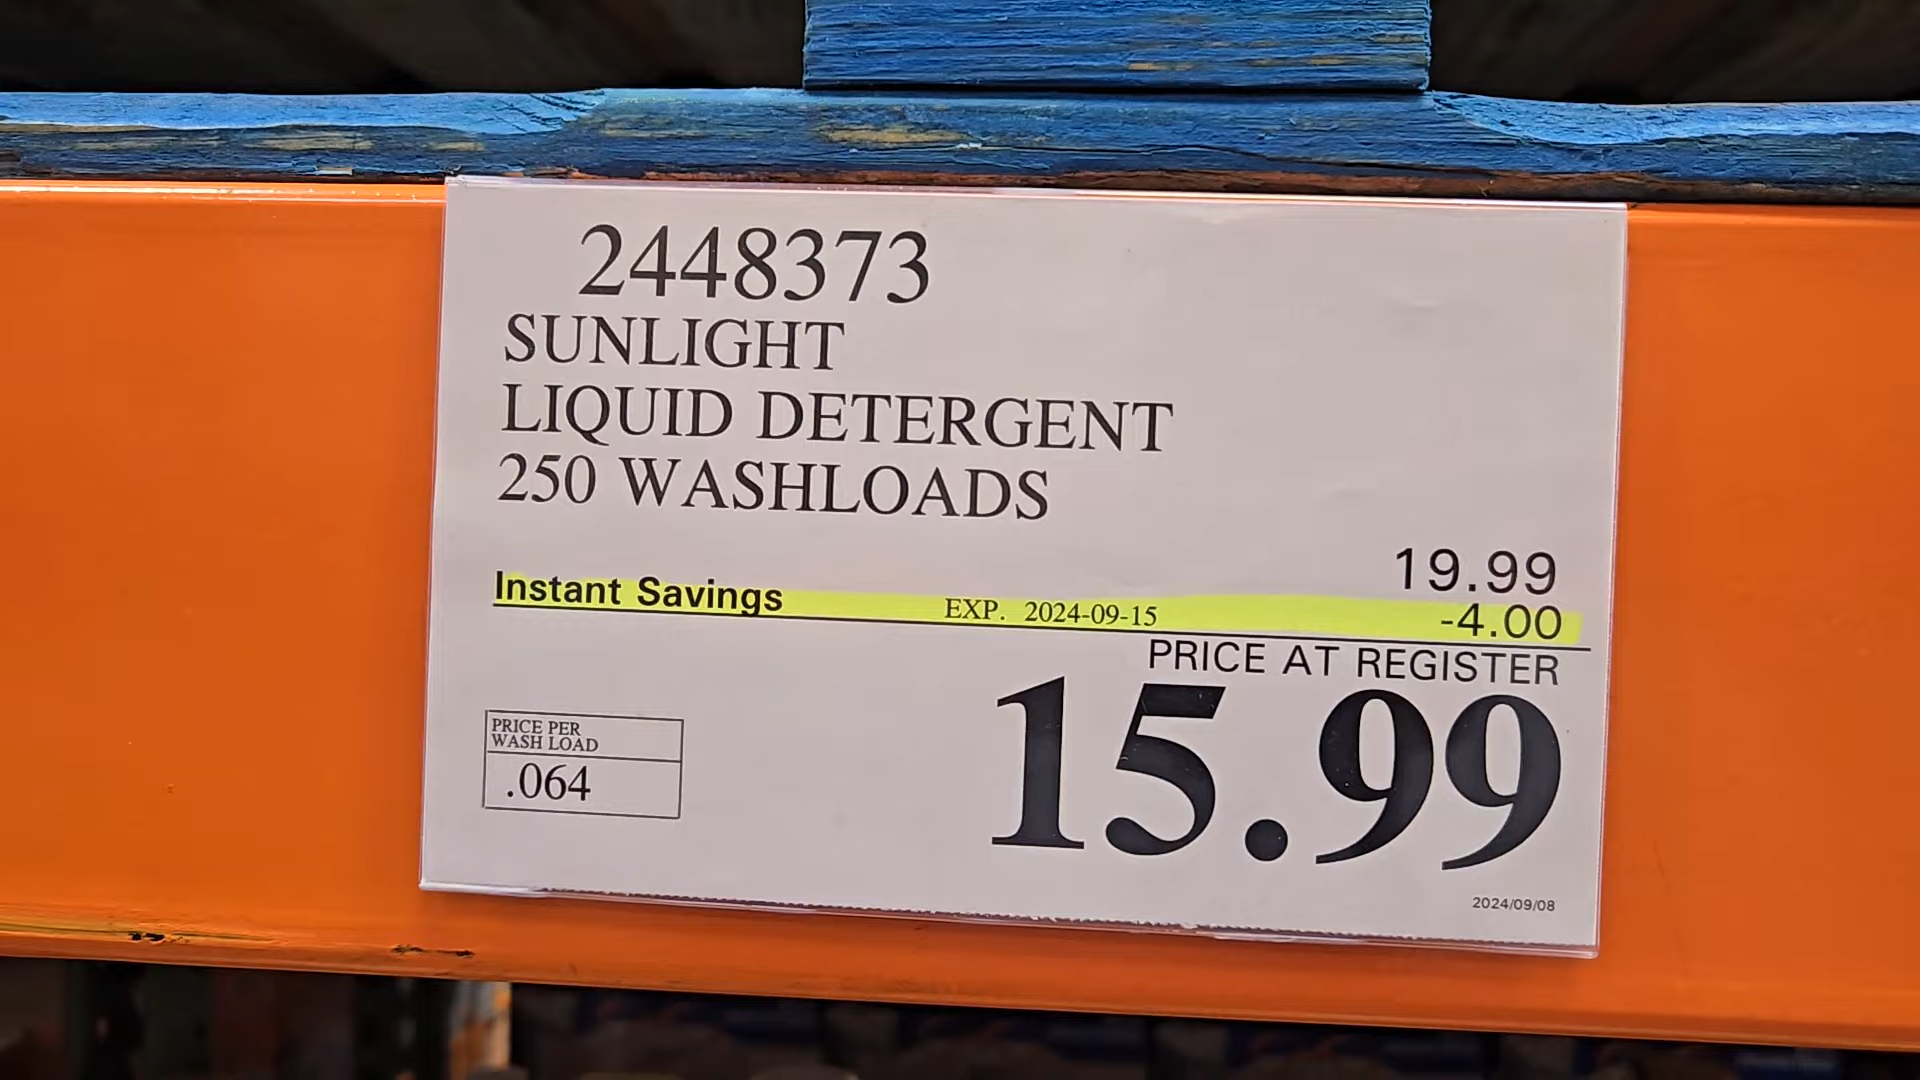 2448373
SUNLIGHT
LIQUID DETERGENT
250 WASHLOADS
19.99
Instant Savings EXP. 2024-09-15 -4.00
PRICE AT REGISTER
15.99
PRICE PER
WASH LOAD
.064
2024/09/08